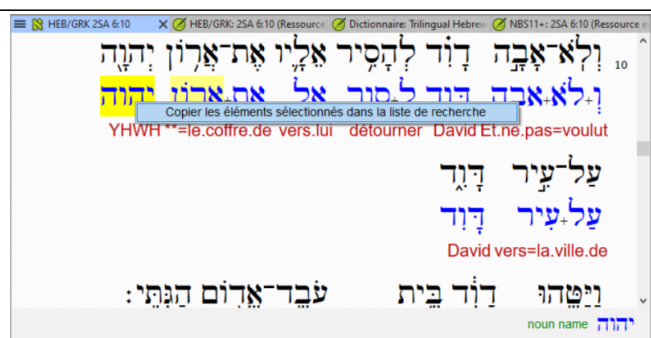 HEB/GRK 2SA 6:10 HEB/GRK: 2SA 6:10 (Ressource Dictionnaire: Trilingual Hebrew NBS11+: 2SA 6:10 (Ressource e
10 וְלֹֽא־אָבָ֣ה דָוִ֗ד לְהָסִ֥יר אֵלָ֛יו אֶת־אֲר֥וֹן יְהוָ֖ה
Copier les éléments sélectionnés dans la liste de recherche
YHWH **=le.coffre.de vers.lui détourner David Et.ne.pas=voulut
עַל־עִ֣יר דָּוִ֑ד
עַל+עִיר דָּוִד
David vers=la.ville.de
וַיַּטֵּ֣הוּ דָוִ֔ד בֵּ֖ית עֹבֵֽד־אֱד֥וֹם הַגִּתִּֽי׃
noun name יהוה